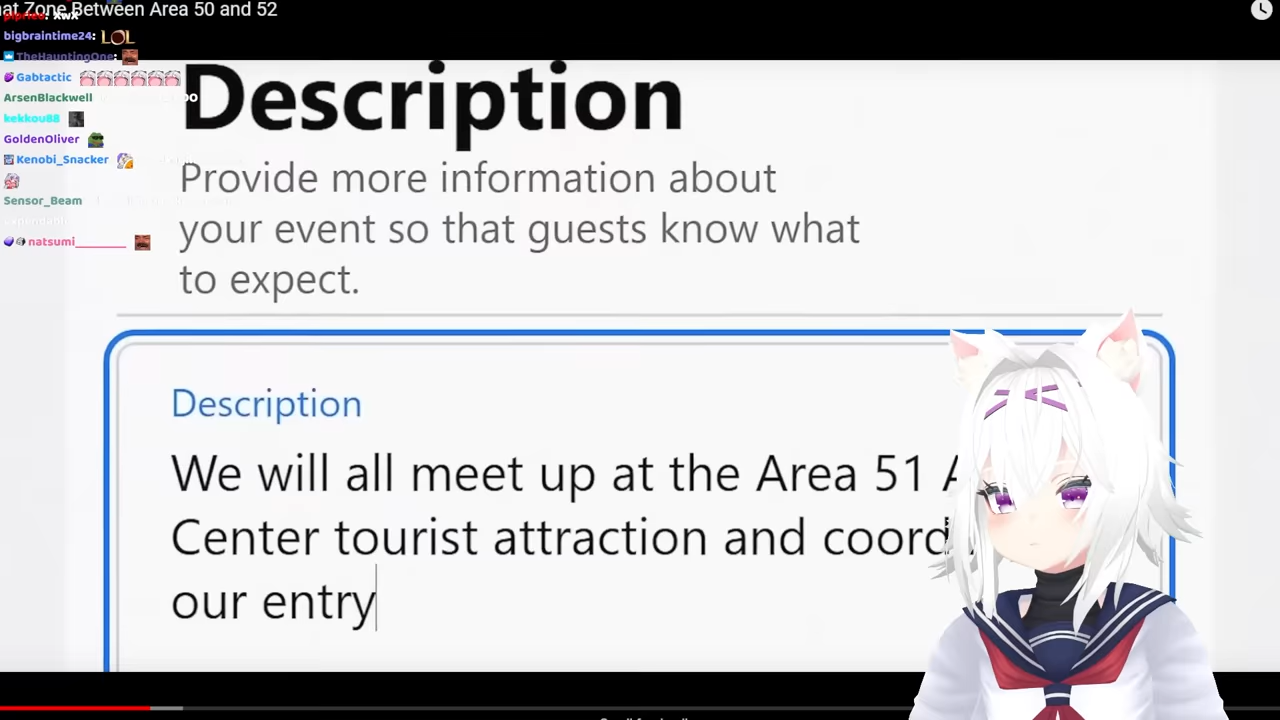 at Zone Between Area 50 and 52
piprizo: XwX
bigbraintime24: LOL
TheHauntingOne:
Gabtactic
ArsenBlackwell
kekkou88
GoldenOliver
Kenobi_Snacker
Sensor_Beam
natsumi________
Description
Provide more information about
your event so that guests know what
to expect.
Description
We will all meet up at the Area 51 A
Center tourist attraction and coord
our entry